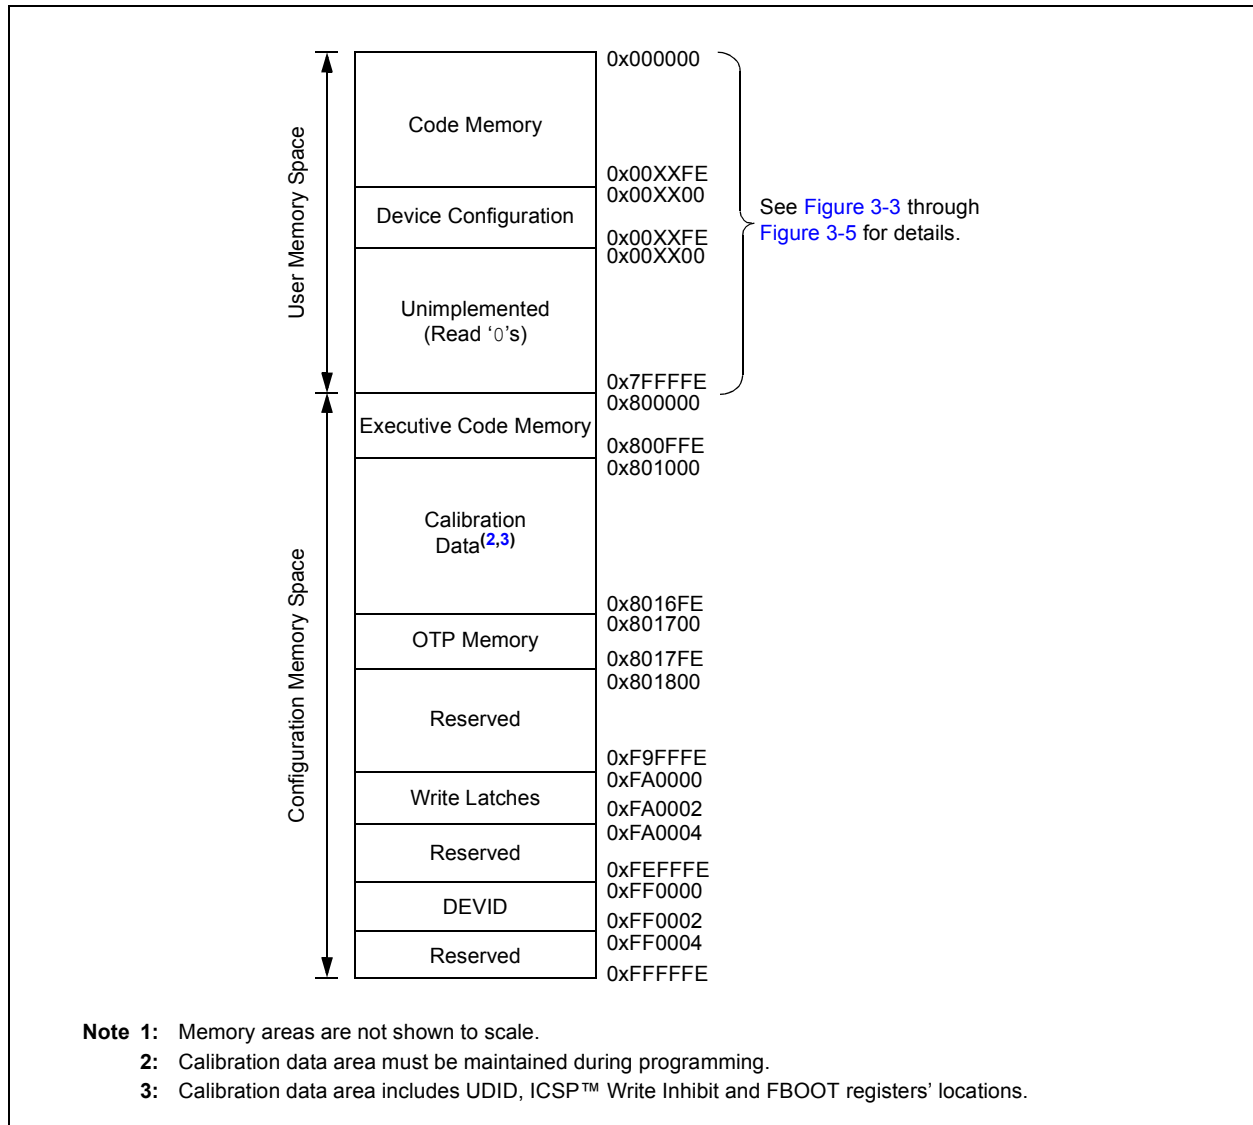 User Memory Space
Configuration Memory Space
0x000000
Code Memory
0x00XXFE
0x00XX00
Device Configuration
0x00XXFE
0x00XX00
See Figure 3-3 through
Figure 3-5 for details.
Unimplemented
(Read ‘0’s)
0x7FFFFE
0x800000
Executive Code Memory
0x800FFE
0x801000
Calibration
Data(2,3)
0x8016FE
0x801700
OTP Memory
0x8017FE
0x801800
Reserved
0xF9FFFE
0xFA0000
Write Latches
0xFA0002
0xFA0004
Reserved
0xFEFFFE
0xFF0000
DEVID
0xFF0002
0xFF0004
Reserved
0xFFFFFE
Note 1: Memory areas are not shown to scale.
2: Calibration data area must be maintained during programming.
3: Calibration data area includes UDID, ICSP™ Write Inhibit and FBOOT registers’ locations.